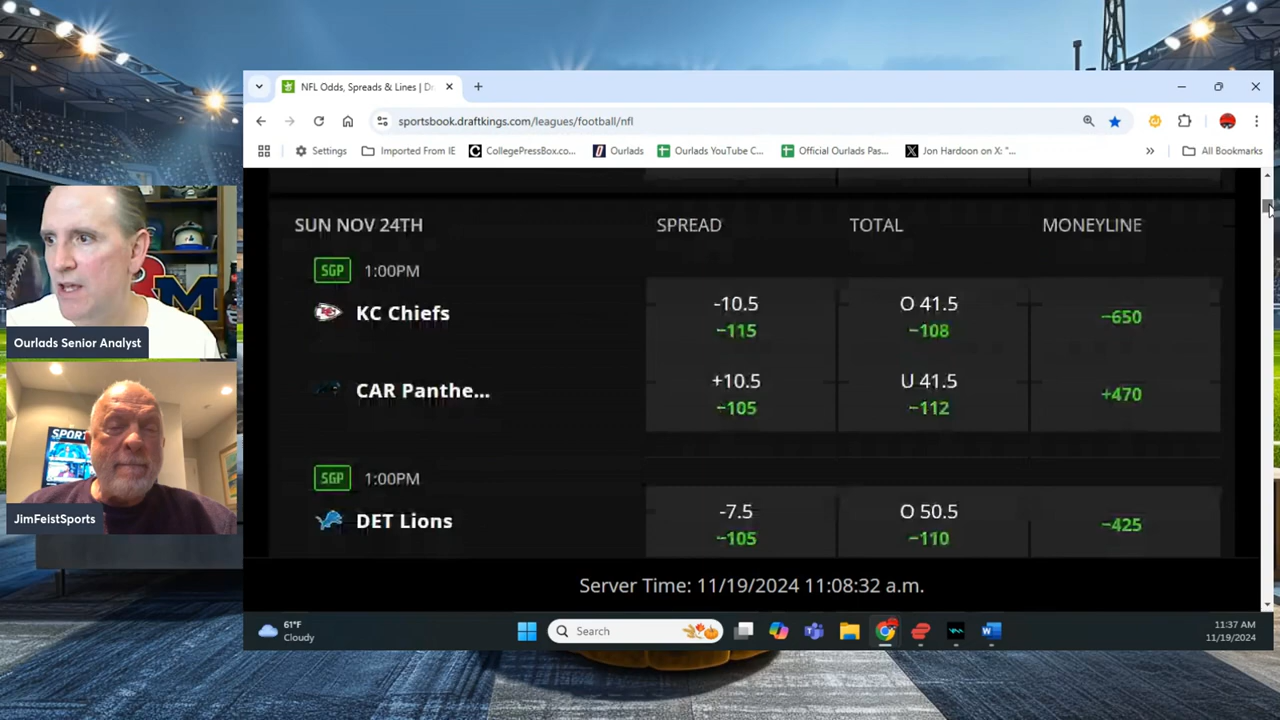 NFL Odds, Spreads & Lines | D
sportsbook.draftkings.com/leagues/football/nfl
Settings
Imported From IE
CollegePressBox.co...
Ourlads
Ourlads YouTube C...
Official Ourlads Pas...
Jon Hardoon on X: "...
All Bookmarks
SUN NOV 24TH SPREAD TOTAL MONEYLINE
SGP 1:00PM
KC Chiefs -10.5 O 41.5 −650
−115 −108
CAR Panthe... +10.5 U 41.5 +470
−105 −112
SGP 1:00PM
DET Lions -7.5 O 50.5 −425
−105 −110
Server Time: 11/19/2024 11:08:32 a.m.
61°F
Cloudy
Search
11:37 AM
11/19/2024
Ourlads Senior Analyst
SPORT
JimFeistSports